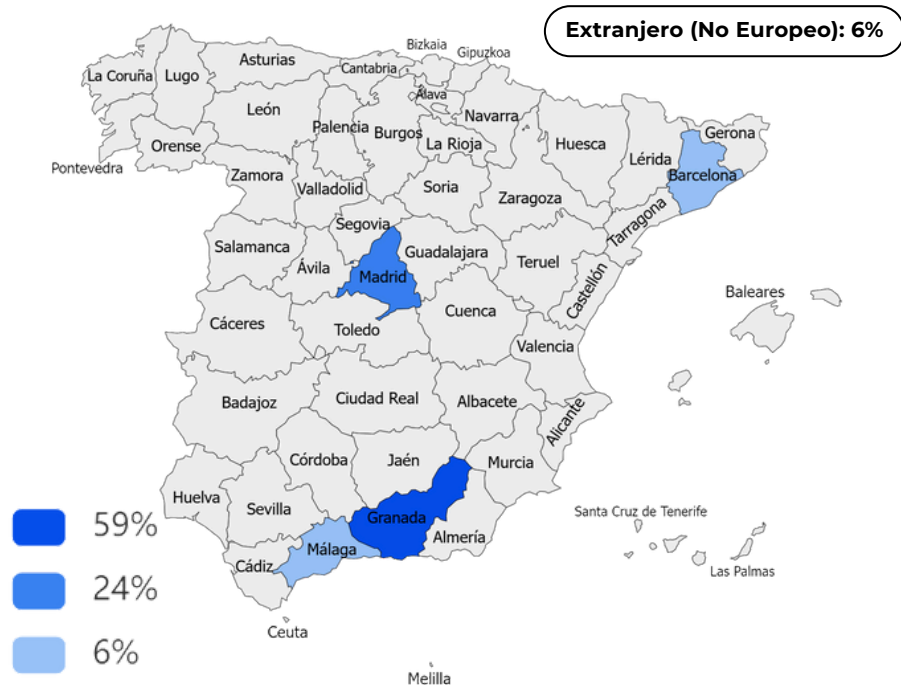 Extranjero (No Europeo): 6%
Bizkaia
Gipuzkoa
La Coruña
Lugo
Asturias
Cantabria
Álava
Navarra
León
Palencia
Burgos
La Rioja
Huesca
Lérida
Gerona
Pontevedra
Orense
Zamora
Valladolid
Soria
Zaragoza
Barcelona
Tarragona
Segovia
Salamanca
Ávila
Madrid
Guadalajara
Teruel
Castellón
Baleares
Cáceres
Toledo
Cuenca
Valencia
Badajoz
Ciudad Real
Albacete
Alicante
Huelva
Sevilla
Córdoba
Jaén
Murcia
Granada
Almería
Málaga
Cádiz
Santa Cruz de Tenerife
Las Palmas
Ceuta
Melilla
59%
24%
6%